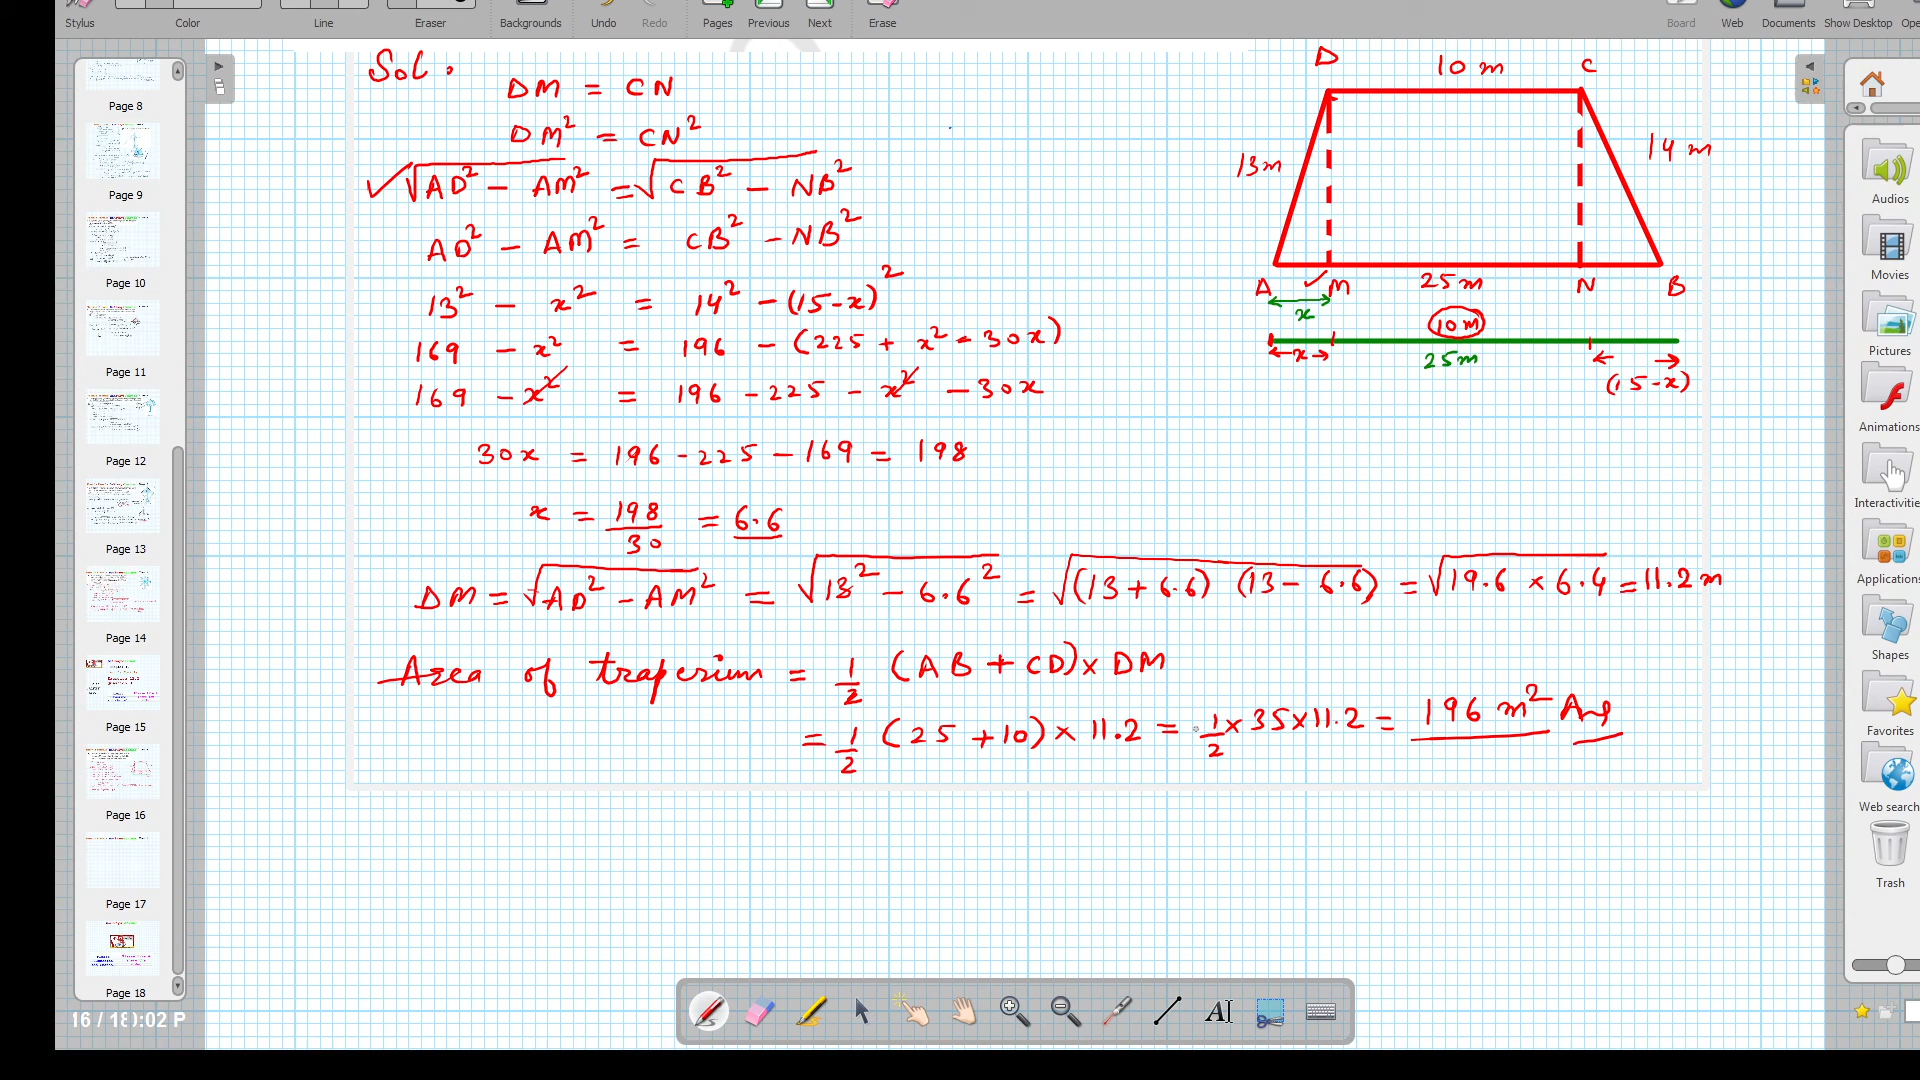 Stylus Color Line Eraser Backgrounds Undo Redo Pages Previous Next Erase Board Web Documents Show Desktop Ope
Page 8
Page 9
Page 10
Page 11
Page 12
Page 13
Page 14
Page 15
Page 16
Page 17
Page 18
16 / 18
0:02 P
Sol.
DM = CN
DM² = CN²
√AD² - AM² = √CB² - NB²
AD² - AM² = CB² - NB²
13² - x² = 14² - (15-x)²
169 - x² = 196 - (225 + x² - 30x)
169 - x² = 196 - 225 - x² - 30x
30x = 196 - 225 - 169 = 198
x = 198/30 = 6.6
DM = √AD² - AM² = √13² - 6.6² = √(13+6.6) (13-6.6) = √19.6 × 6.4 = 11.2 m
Area of trapezium = 1/2 (AB + CD) × DM
= 1/2 (25 + 10) × 11.2 = 1/2 × 35 × 11.2 = 196 m² Ans
D 10 m C
13m 14 m
A M 25 m N B
x 10 m
x 25m (15-x)
Audios
Movies
Pictures
Animations
Interactivitie
Applications
Shapes
Favorites
Web search
Trash